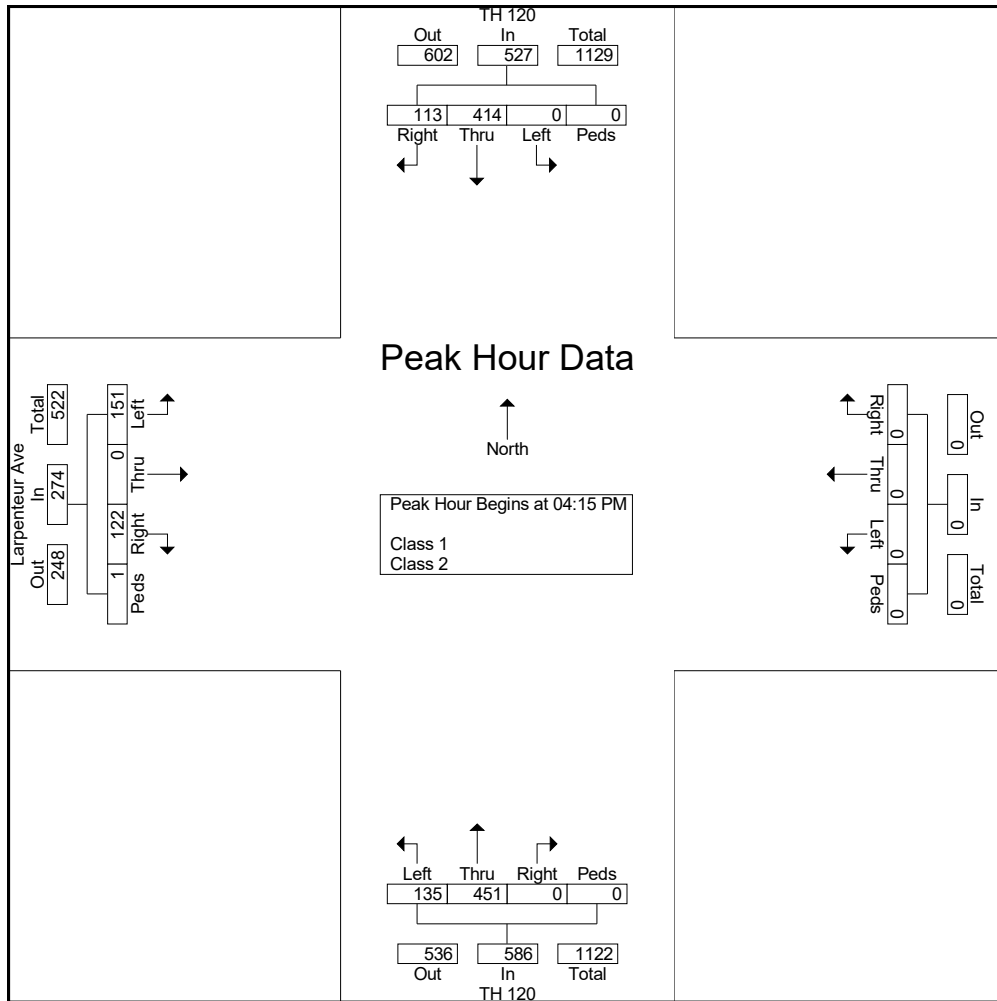 TH 120
Out In Total
602 527 1129
113 414 0 0
Right Thru Left Peds
Peak Hour Data
North
Peak Hour Begins at 04:15 PM
Class 1
Class 2
Larpenteur Ave
Out In Total
248 274 522
1 122 0 151
Peds Right Thru Left
Out In Total
0 0 0
Right Thru Left Peds
0 0 0 0
Left Thru Right Peds
135 451 0 0
536 586 1122
Out In Total
TH 120